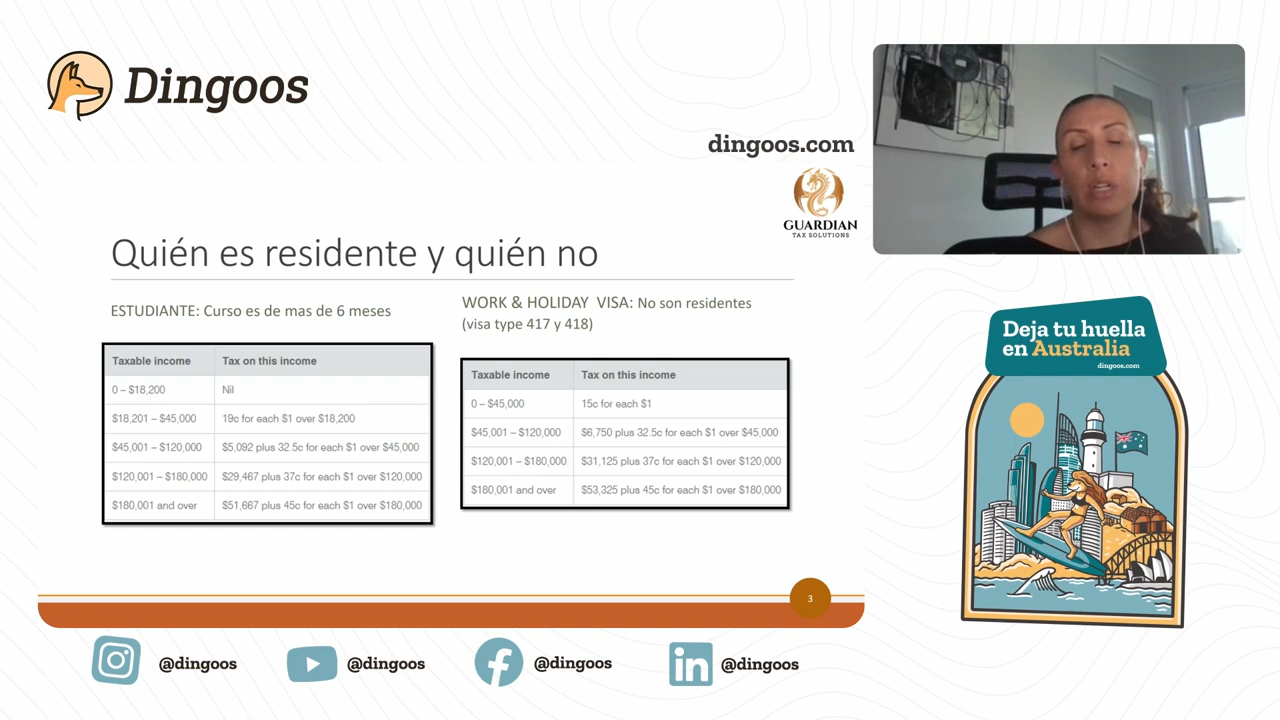 Dingoos
dingoos.com
GUARDIAN
TAX SOLUTIONS
Quién es residente y quién no
ESTUDIANTE: Curso es de mas de 6 meses
Taxable income Tax on this income
0 – $18,200 Nil
$18,201 – $45,000 19c for each $1 over $18,200
$45,001 – $120,000 $5,092 plus 32.5c for each $1 over $45,000
$120,001 – $180,000 $29,467 plus 37c for each $1 over $120,000
$180,001 and over $51,667 plus 45c for each $1 over $180,000
WORK & HOLIDAY VISA: No son residentes
(visa type 417 y 418)
Taxable income Tax on this income
0 – $45,000 15c for each $1
$45,001 – $120,000 $6,750 plus 32.5c for each $1 over $45,000
$120,001 – $180,000 $31,125 plus 37c for each $1 over $120,000
$180,001 and over $53,325 plus 45c for each $1 over $180,000
3
Deja tu huella
en Australia
dingoos.com
@dingoos
@dingoos
@dingoos
in @dingoos